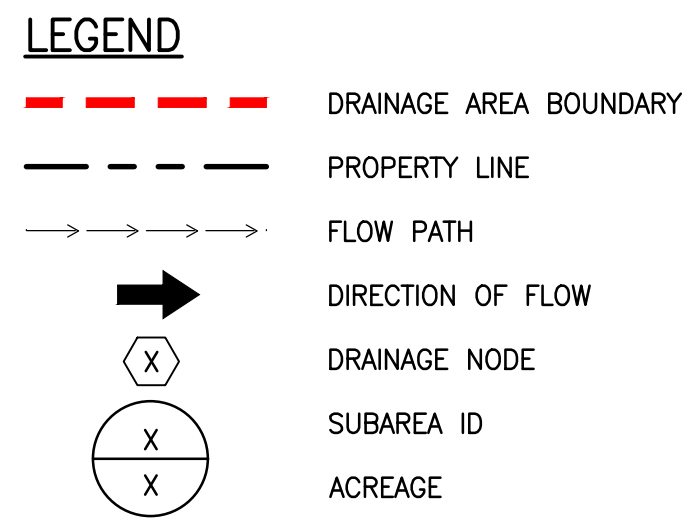 LEGEND
DRAINAGE AREA BOUNDARY
PROPERTY LINE
FLOW PATH
DIRECTION OF FLOW
X DRAINAGE NODE
X SUBAREA ID
X ACREAGE